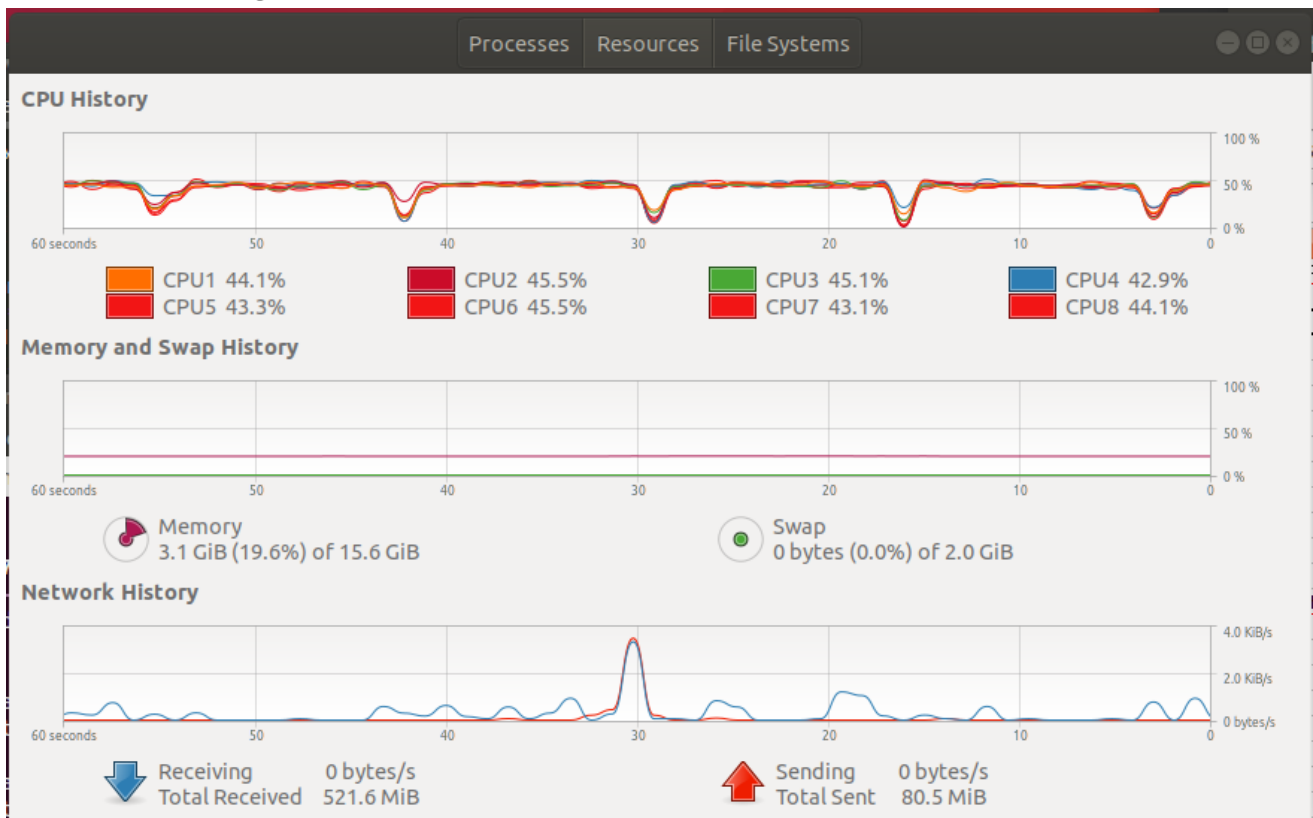 Processes Resources File Systems
CPU History
100 %
50 %
0 %
60 seconds 50 40 30 20 10 0
CPU1 44.1% CPU2 45.5% CPU3 45.1% CPU4 42.9%
CPU5 43.3% CPU6 45.5% CPU7 43.1% CPU8 44.1%
Memory and Swap History
100 %
50 %
0 %
60 seconds 50 40 30 20 10 0
Memory Swap
3.1 GiB (19.6%) of 15.6 GiB 0 bytes (0.0%) of 2.0 GiB
Network History
4.0 KiB/s
2.0 KiB/s
0 bytes/s
60 seconds 50 40 30 20 10 0
Receiving 0 bytes/s Sending 0 bytes/s
Total Received 521.6 MiB Total Sent 80.5 MiB